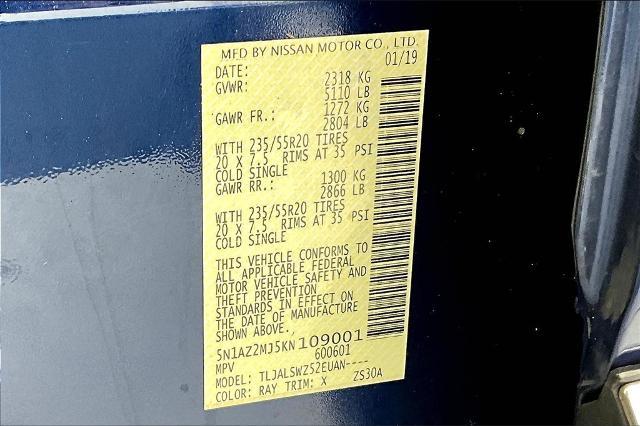 MFD BY NISSAN MOTOR CO., LTD.
DATE: 01/19
GVWR: 2318 KG
5110 LB
GAWR FR.: 1272 KG
2804 LB
WITH 235/55R20 TIRES
20 X 7.5 RIMS AT 35 PSI
COLD SINGLE
GAWR RR.: 1300 KG
2866 LB
WITH 235/55R20 TIRES
20 X 7.5 RIMS AT 35 PSI
COLD SINGLE
THIS VEHICLE CONFORMS TO
ALL APPLICABLE FEDERAL
MOTOR VEHICLE SAFETY AND
THEFT PREVENTION
STANDARDS IN EFFECT ON
THE DATE OF MANUFACTURE
SHOWN ABOVE.
5N1AZ2MJ5KN109001
MPV 600601
MODEL: TLJALSWZ52EUAN----
COLOR: RAY TRIM: X ZS30A